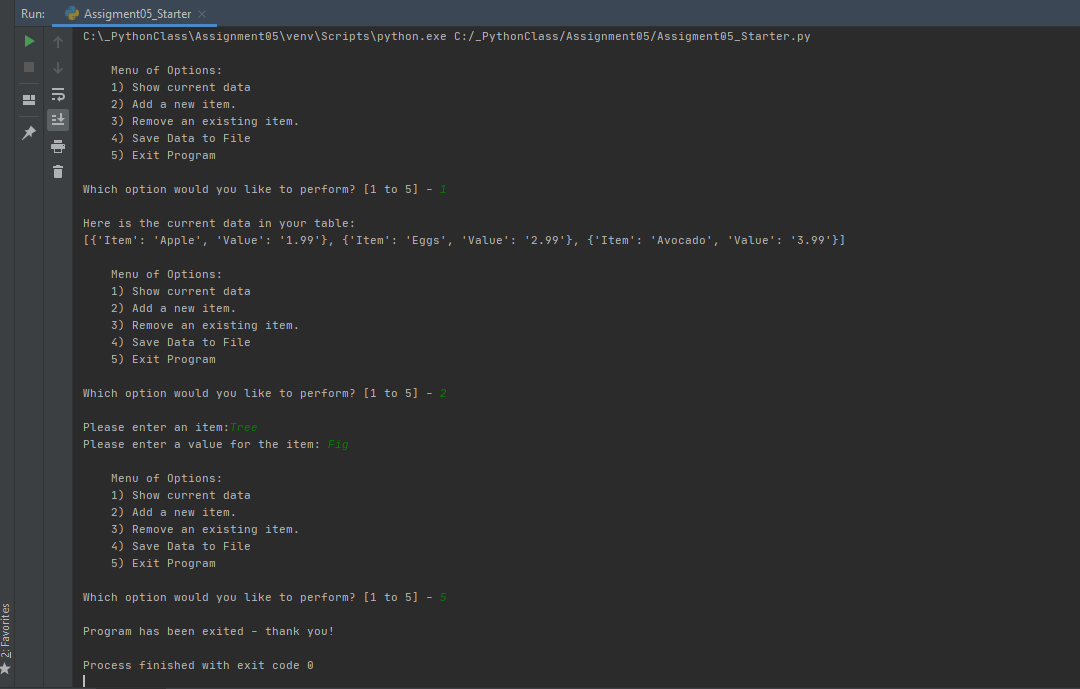 Run: Assigment05_Starter ×
C:\_PythonClass\Assignment05\venv\Scripts\python.exe C:/_PythonClass/Assignment05/Assigment05_Starter.py
Menu of Options:
1) Show current data
2) Add a new item.
3) Remove an existing item.
4) Save Data to File
5) Exit Program
Which option would you like to perform? [1 to 5] - 1
Here is the current data in your table:
[{'Item': 'Apple', 'Value': '1.99'}, {'Item': 'Eggs', 'Value': '2.99'}, {'Item': 'Avocado', 'Value': '3.99'}]
Menu of Options:
1) Show current data
2) Add a new item.
3) Remove an existing item.
4) Save Data to File
5) Exit Program
Which option would you like to perform? [1 to 5] - 2
Please enter an item:Tree
Please enter a value for the item: Fig
Menu of Options:
1) Show current data
2) Add a new item.
3) Remove an existing item.
4) Save Data to File
5) Exit Program
Which option would you like to perform? [1 to 5] - 5
Program has been exited - thank you!
Process finished with exit code 0
2: Favorites